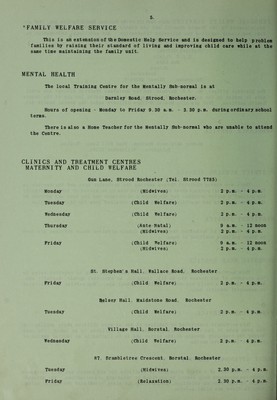 5.
"FAMILY WELFARE SERVICE
This is an extension of the Domestic Help Service and is designed to help problem
families by raising their standard of living and improving child care while at the
same time maintaining the family unit.
MENTAL HEALTH
The local Training Centre for the Mentally Sub-normal is at
Darnley Road, Strood, Rochester.
Hours of opening - Monday to Friday 9.30 a.m. - 3.30 p.m. during ordinary school
terms.
There is also a Home Teacher for the Mentally Sub-normal who are unable to attend
the Centre.
CLINICS AND TREATMENT CENTRES
MATERNITY AND CHILD WELFARE
Gun Lane, Strood Rochester (Tel. Strood 7783)
Monday (Midwives) 2 p.m. - 4 p.m.
Tuesday (Child Welfare) 2 p.m. - 4 p.m.
Wednesday (Child Welfare) 2 p.m. - 4 p.m.
Thursday (Ante Natal) 9 a.m. - 12 noon
(Midwives) 2 p.m. - 4 p.m.
Friday (Child Welfare) 9 a.m. - 12 noon
(Midwives) 2 p.m. - 4 p.m.
St. Stephen's Hall, Wallace Road, Rochester
Friday (Child Welfare) 2 p.m. - 4 p.m.
Hall, Maidstone Road, Rochester
Tuesday (Child Welfare) 2 p.m. - 4 p.m.
Village Hall, Borstal, Rochester
Wednesday (Child Welfare) 2 p.m. - 4 p.m.
Brambletree Crescent, Borstal, Rochester
Tuesday (Midwives) 2.30 p.m. - 4 p.m.
Friday (Relaxation) 2.30 p.m. - 4 p.m.